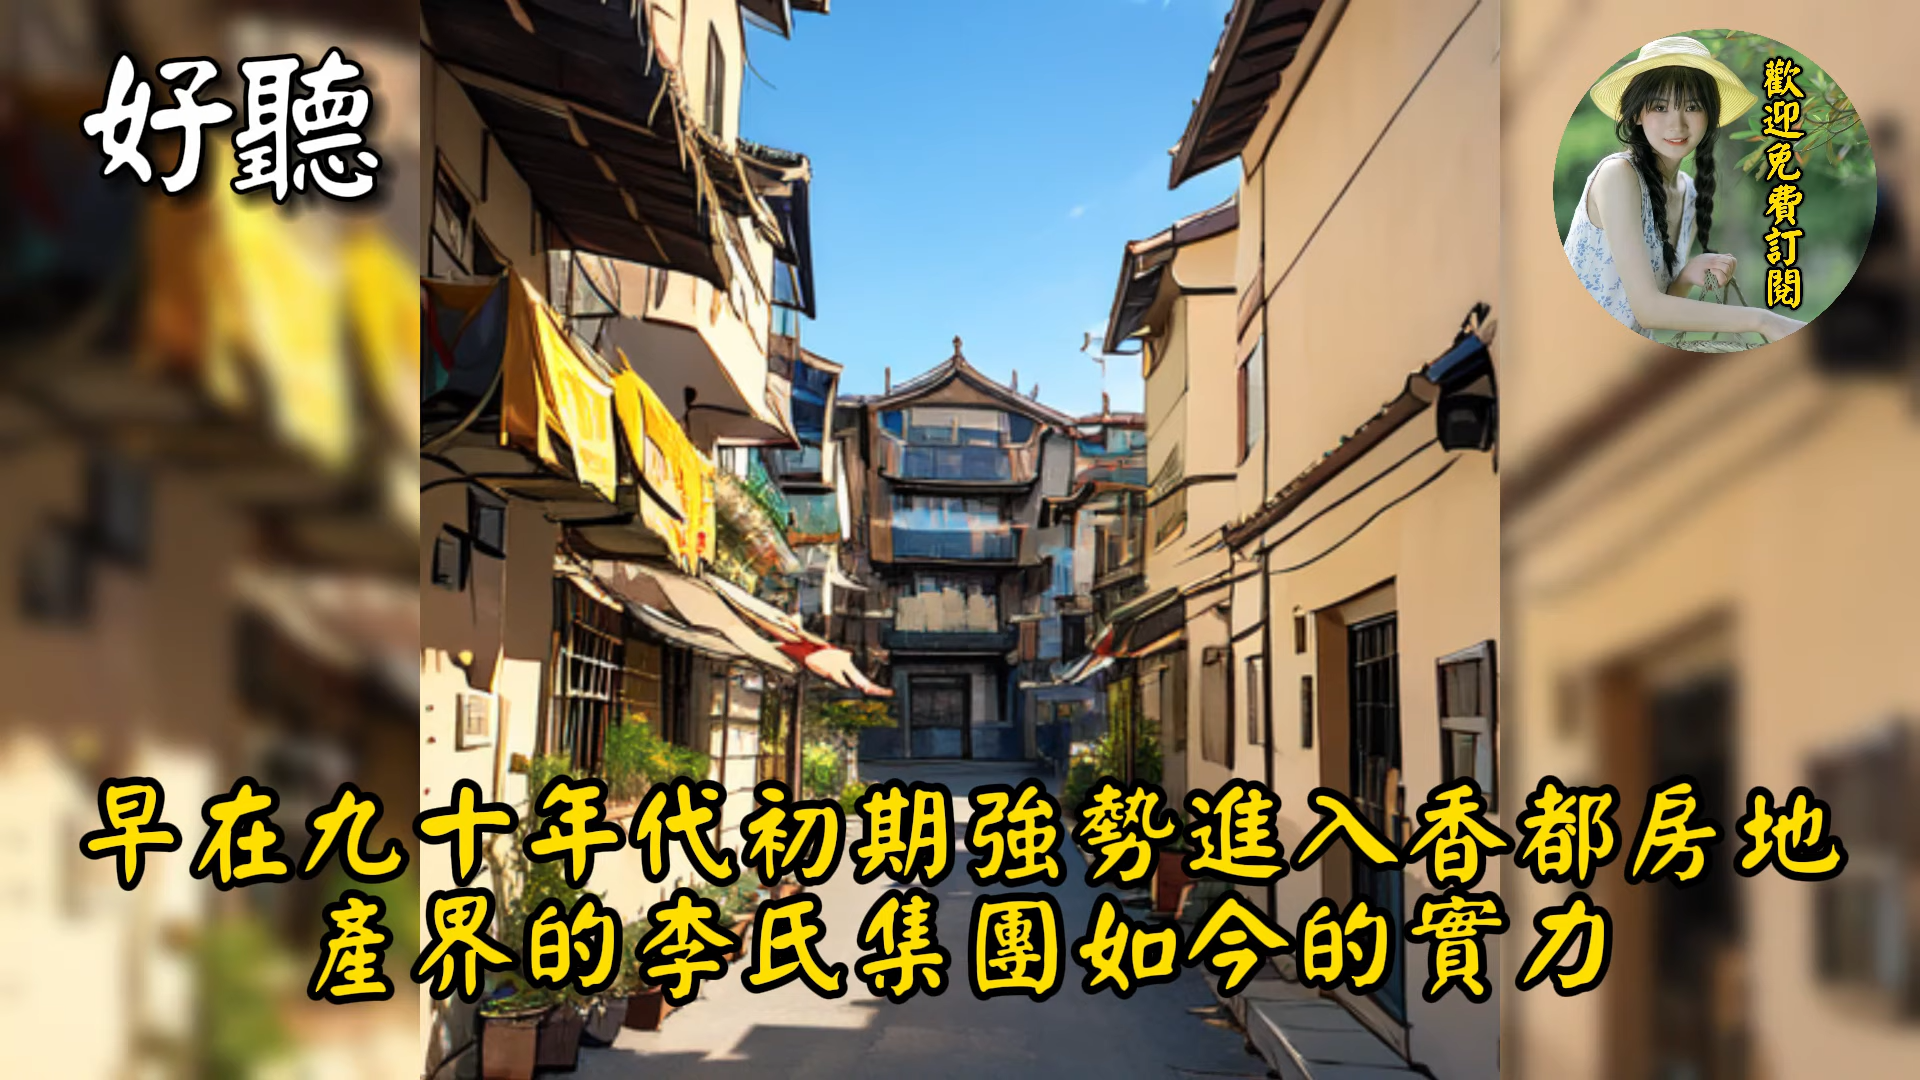 好聽
歡迎免費訂閱
早在九十年代初期強勢進入香都房地
產界的李氏集團如今的實力